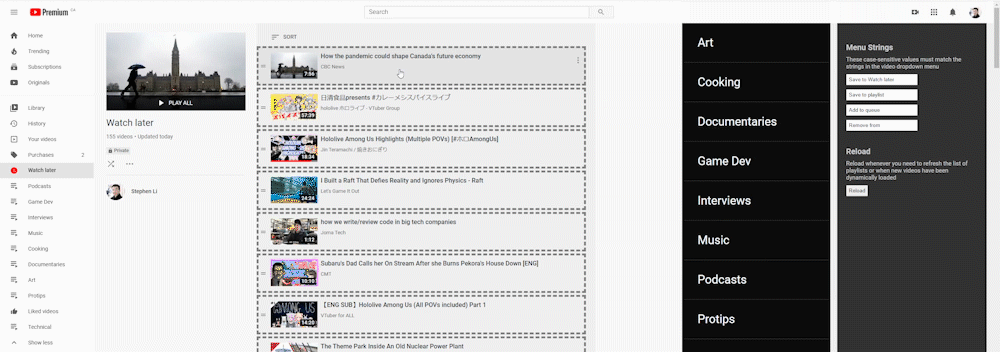 Premium
CA
Search
Home
Trending
Subscriptions
Originals
Library
History
Your videos
Purchases 2
Watch later
Podcasts
Game Dev
Interviews
Music
Cooking
Documentaries
Art
Protips
Liked videos
Technical
Show less
PLAY ALL
Watch later
155 videos • Updated today
Private
Stephen Li
SORT
How the pandemic could shape Canada's future economy
CBC News
7:56
日清食品presents #カレーメシスパイスライブ
hololive ホロライブ - VTuber Group
57:39
Hololive Among Us Highlights (Multiple POVs) [#ホロAmongUs]
18:34
I Built a Raft That Defies Reality and Ignores Physics - Raft
Let's Game It Out
24:24
how we write/review code in big tech companies
Joma Tech
1:12
Subaru's Dad Calls her On Stream After she Burns Pekora's House Down [ENG]
CMT
10:10
【ENG SUB】Hololive Among Us (All POVs included) Part 1
VTuber for ALL
14:20
The Theme Park Inside An Old Nuclear Power Plant
Art
Cooking
Documentaries
Game Dev
Interviews
Music
Podcasts
Protips
Menu Strings
These case-sensitive values must match the
strings in the video dropdown menu
Save to Watch later
Save to playlist
Add to queue
Remove from
Reload
Reload whenever you need to refresh the list of
playlists or when new videos have been
dynamically loaded
Reload